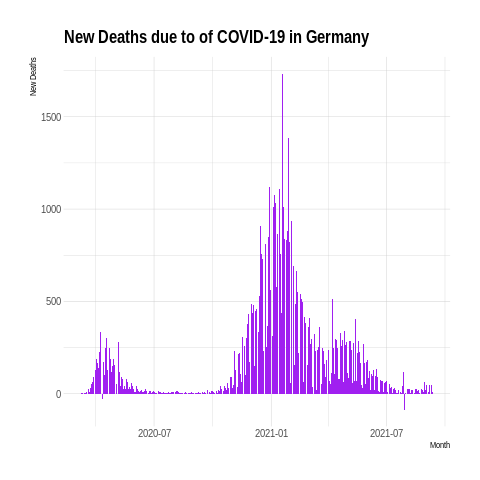 New Deaths due to of COVID-19 in Germany
New Deaths
1500
1000
500
0
2020-07
2021-01
2021-07
Month